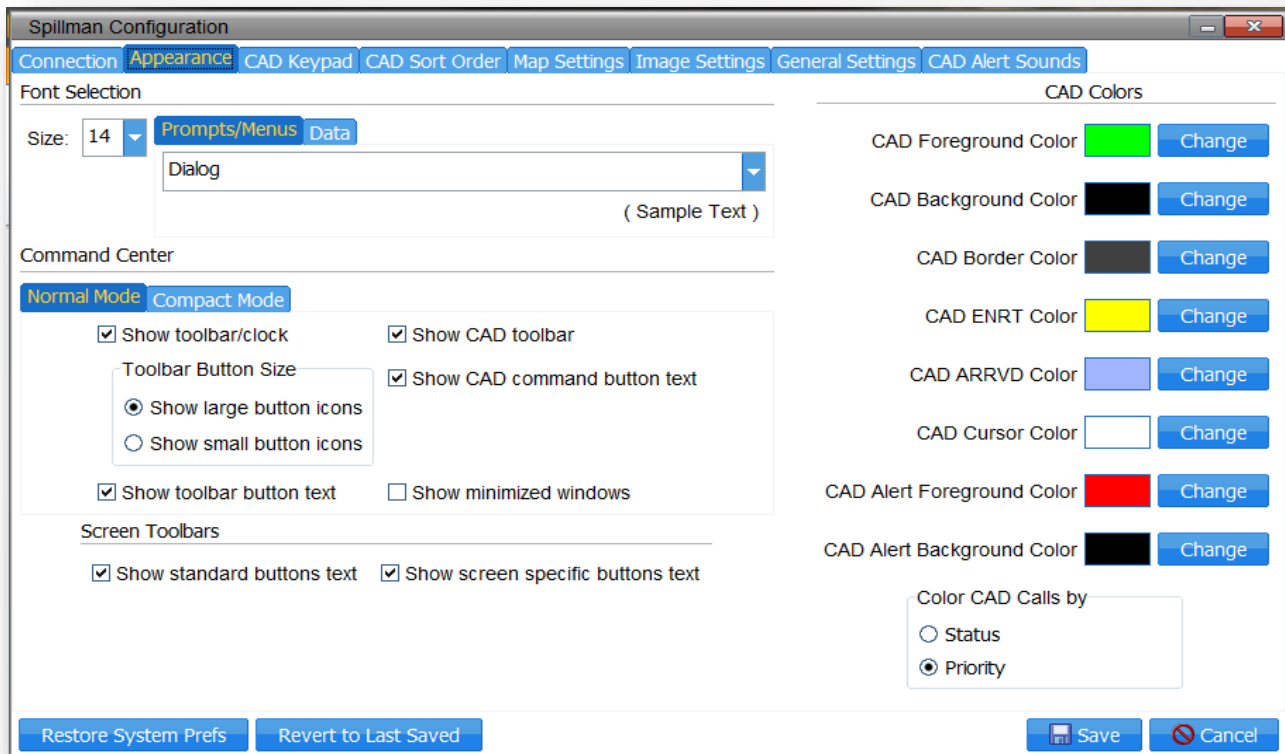 Spillman Configuration
Connection Appearance CAD Keypad CAD Sort Order Map Settings Image Settings General Settings CAD Alert Sounds
Font Selection
Size: 14
Prompts/Menus Data
Dialog
( Sample Text )
Command Center
Normal Mode Compact Mode
Show toolbar/clock
Show CAD toolbar
Toolbar Button Size
Show large button icons
Show small button icons
Show CAD command button text
Show toolbar button text
Show minimized windows
Screen Toolbars
Show standard buttons text
Show screen specific buttons text
CAD Colors
CAD Foreground Color Change
CAD Background Color Change
CAD Border Color Change
CAD ENRT Color Change
CAD ARRVD Color Change
CAD Cursor Color Change
CAD Alert Foreground Color Change
CAD Alert Background Color Change
Color CAD Calls by
Status
Priority
Restore System Prefs Revert to Last Saved Save Cancel